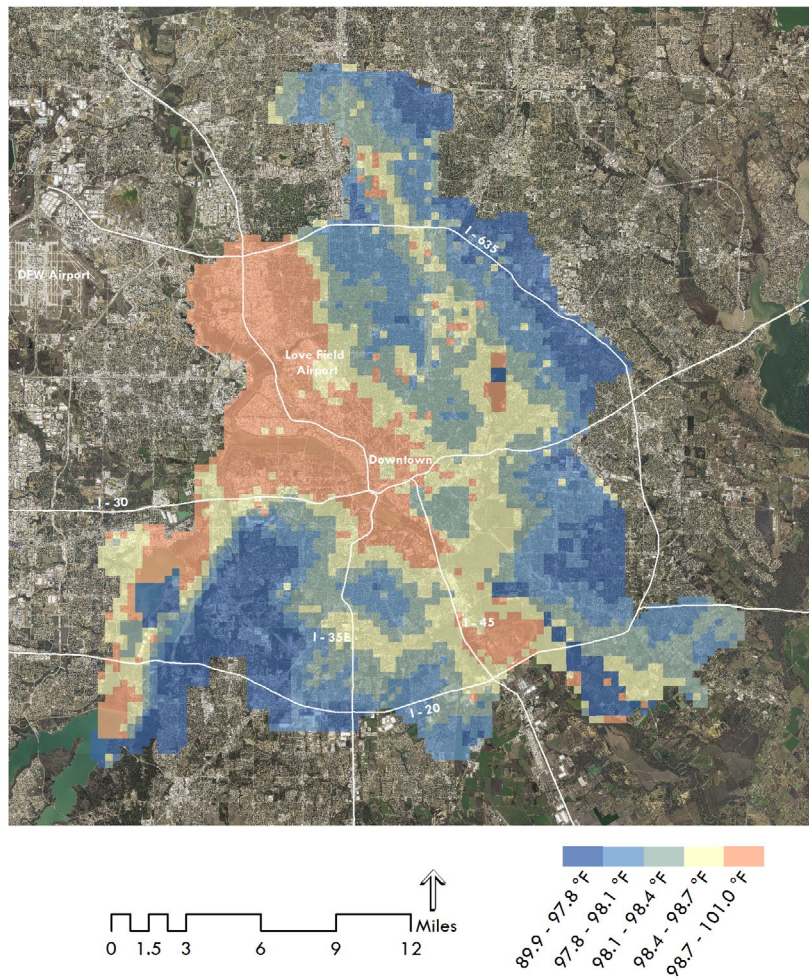 I - 635
DFW Airport
Love Field
Airport
Downtown
I - 30
I - 45
I - 35E
I - 20
Miles
0 1.5 3 6 9 12
89.9 - 97.8 °F
97.8 - 98.1 °F
98.1 - 98.4 °F
98.4 - 98.7 °F
98.7 - 101.0 °F